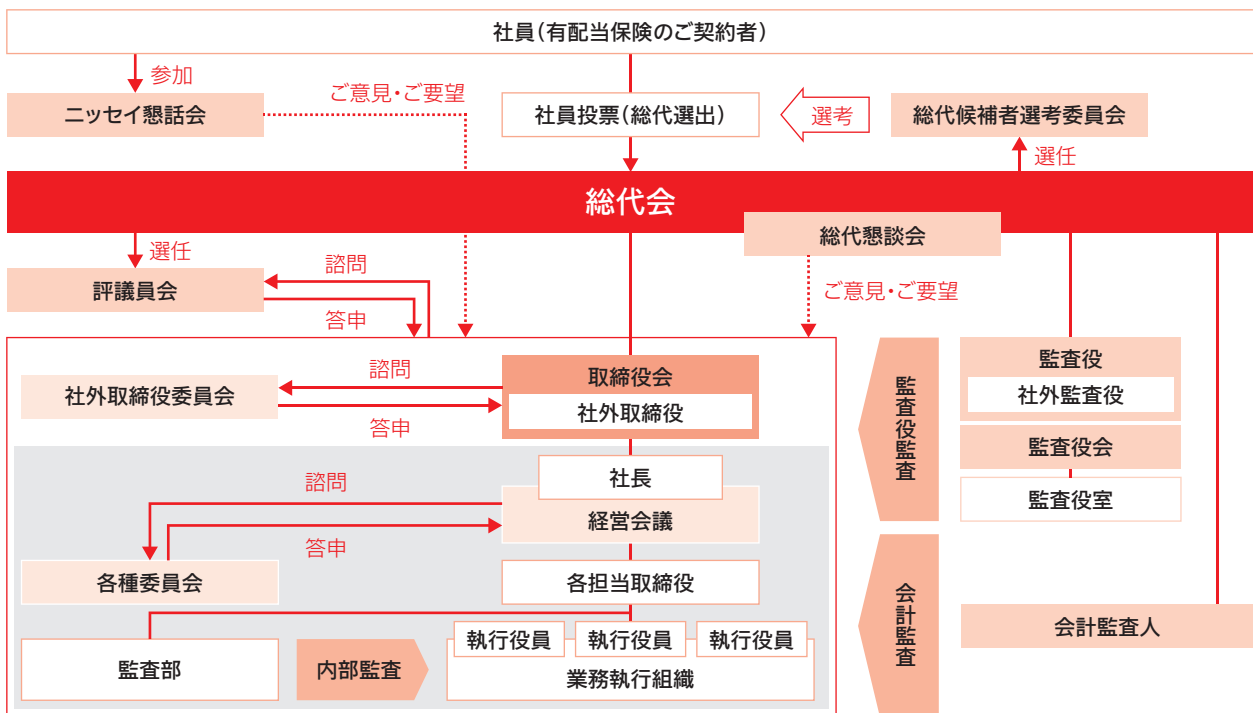 社員(有配当保険のご契約者)
参加
ニッセイ懇話会
ご意見・ご要望
社員投票(総代選出)
選考
総代候補者選考委員会
選任
総代会
総代懇談会
選任
評議員会
諮問
答申
ご意見・ご要望
社外取締役委員会
諮問
答申
取締役会
社外取締役
社長
経営会議
諮問
答申
各種委員会
各担当取締役
監査部
内部監査
執行役員
執行役員
執行役員
業務執行組織
監査役監査
会計監査
監査役
社外監査役
監査役会
監査役室
会計監査人